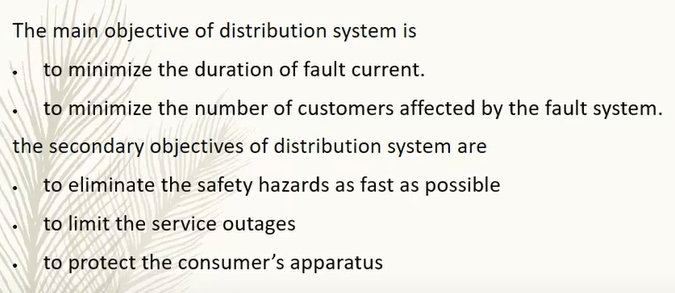 The main objective of distribution system is
• to minimize the duration of fault current.
• to minimize the number of customers affected by the fault system.
the secondary objectives of distribution system are
• to eliminate the safety hazards as fast as possible
• to limit the service outages
• to protect the consumer’s apparatus